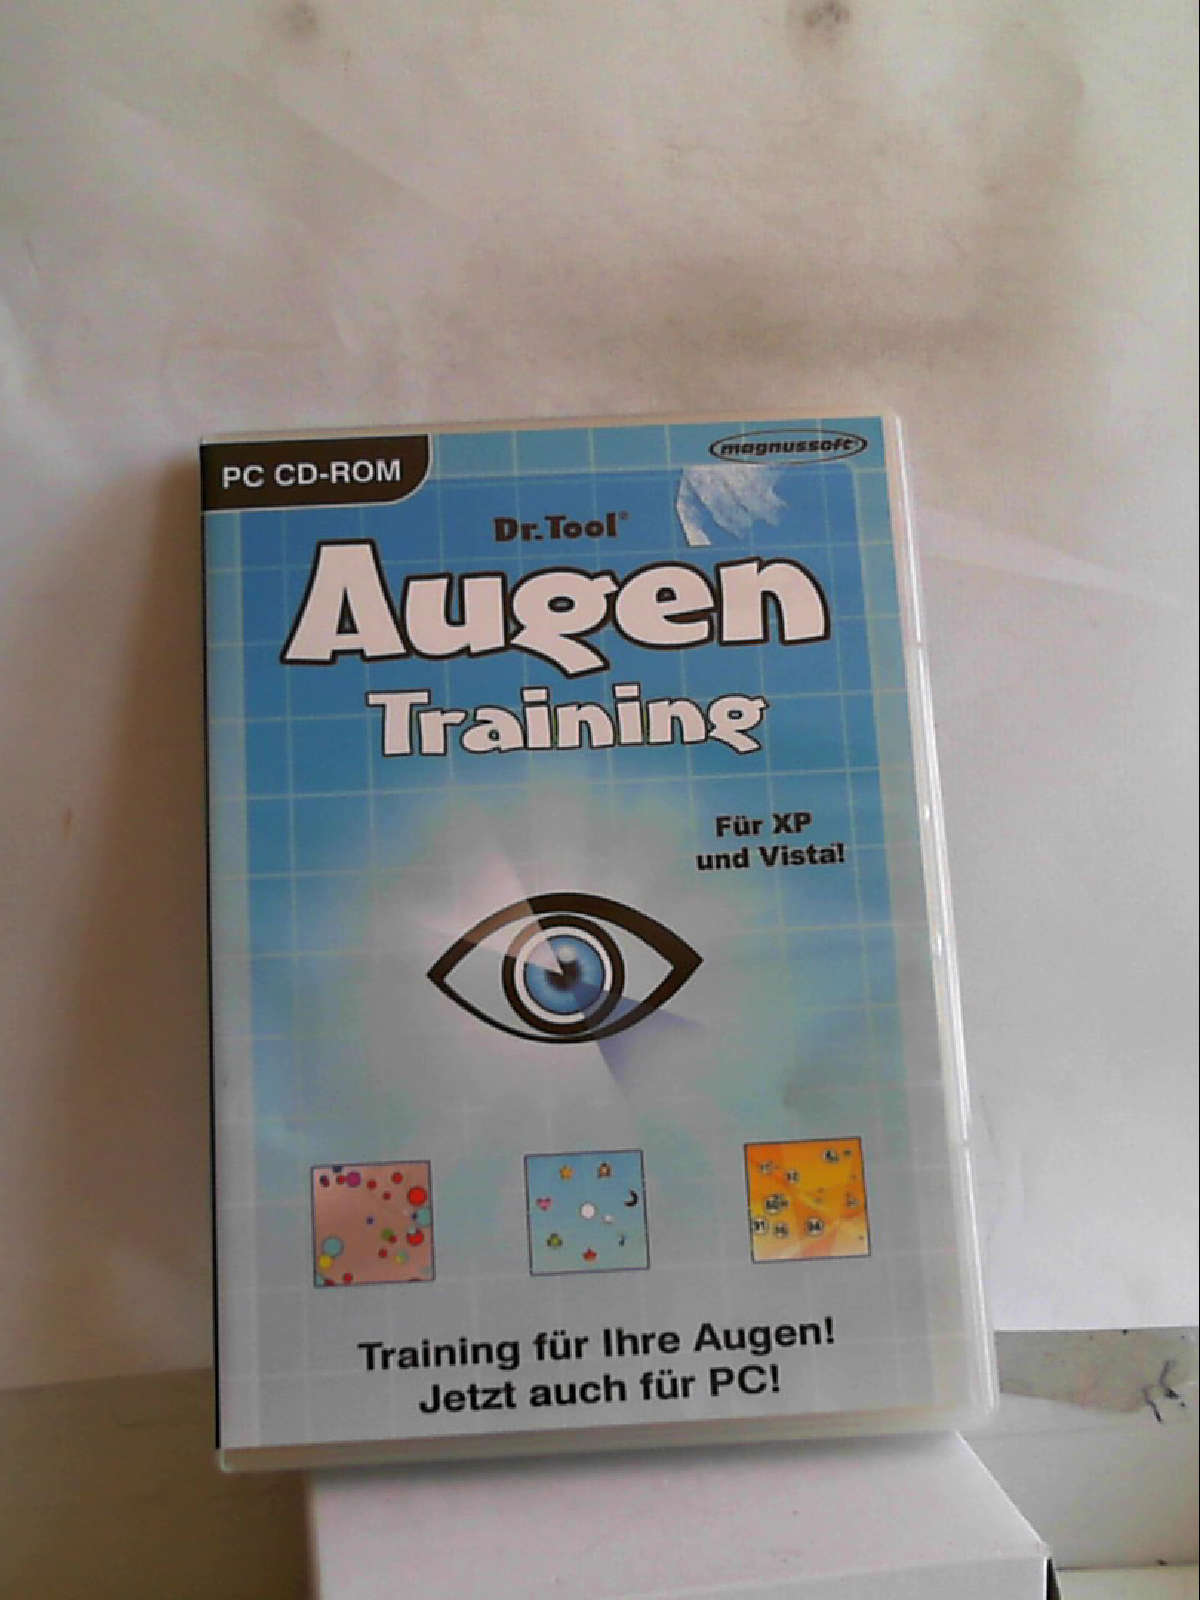 PC CD-ROM
magnussoft®
Dr.Tool®
Augen
Training
Für XP
und Vista!
Training für Ihre Augen!
Jetzt auch für PC!